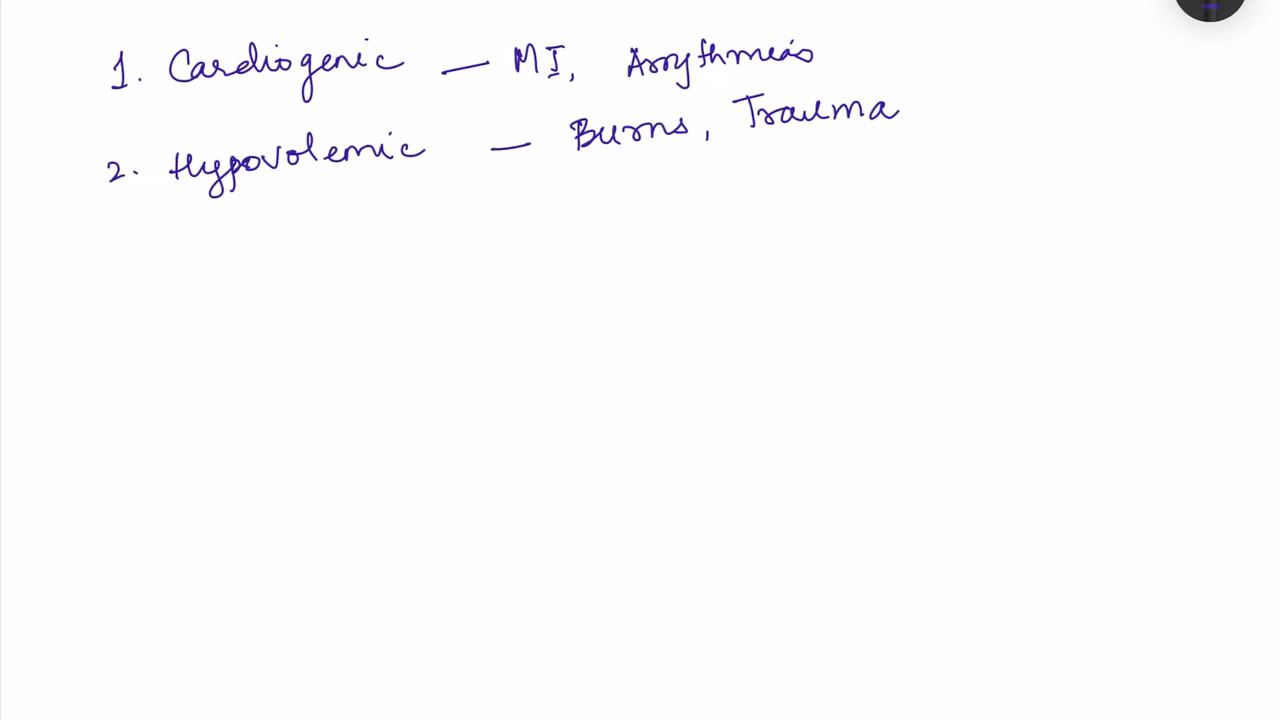 1. Cardiogenic — MI, Arrythmeas
2. Hypovolemic — Burns, Trauma